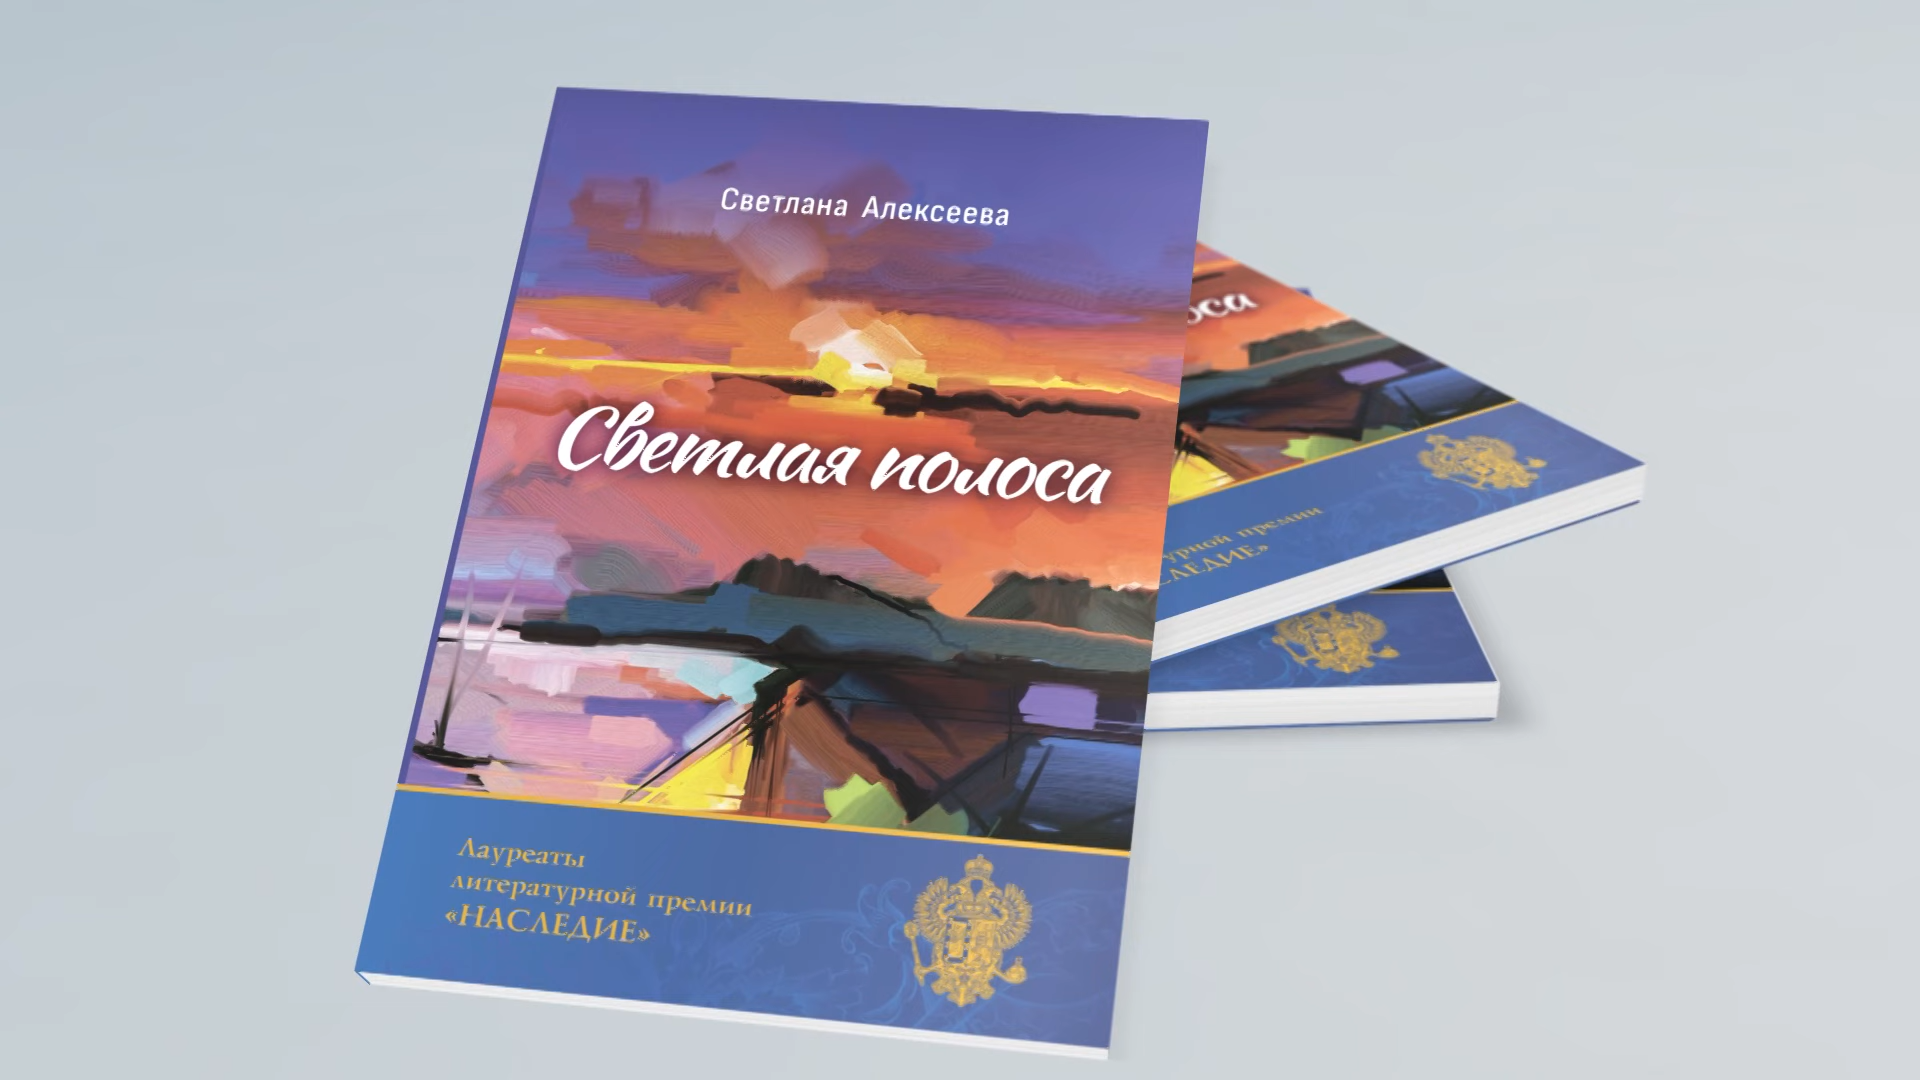 Светлана Алексеева
Светлая полоса
Лауреаты
литературной премии
«НАСЛЕДИЕ»